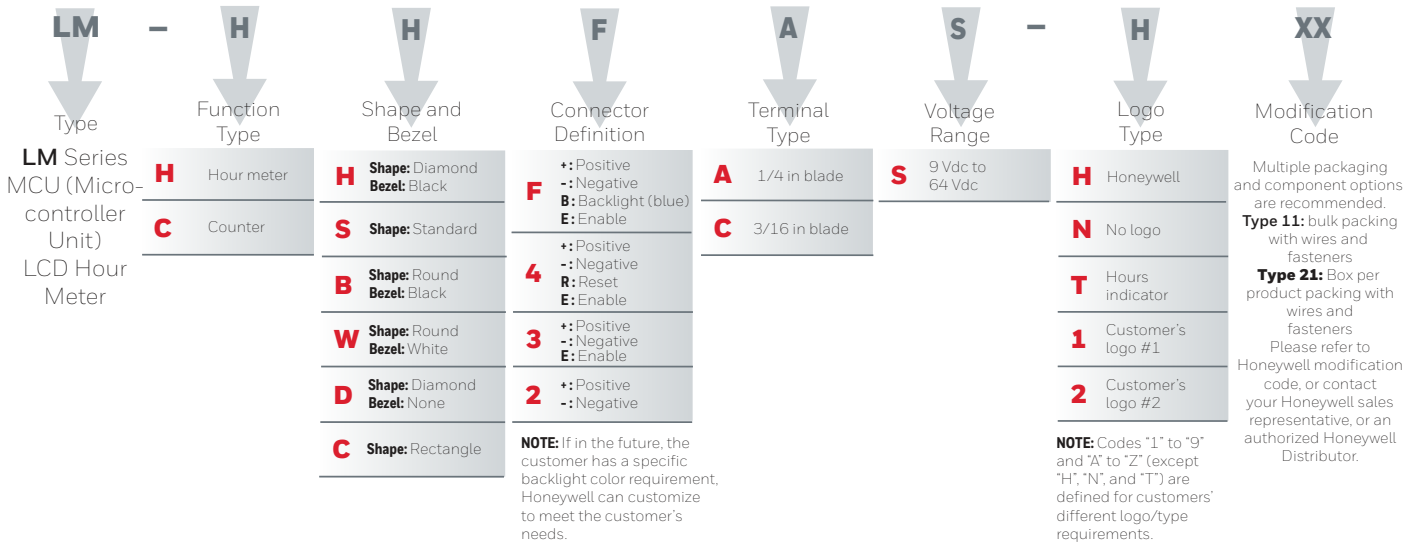 LM – H H F A S – H XX
Type
LM Series
MCU (Micro-
controller
Unit)
LCD Hour
Meter
Function
Type
H Hour meter
C Counter
Shape and
Bezel
H Shape: Diamond
Bezel: Black
S Shape: Standard
B Shape: Round
Bezel: Black
W Shape: Round
Bezel: White
D Shape: Diamond
Bezel: None
C Shape: Rectangle
Connector
Definition
F +: Positive
-: Negative
B: Backlight (blue)
E: Enable
4 +: Positive
-: Negative
R: Reset
E: Enable
3 +: Positive
-: Negative
E: Enable
2 +: Positive
-: Negative
NOTE: If in the future, the
customer has a specific
backlight color requirement,
Honeywell can customize
to meet the customer's
needs.
Terminal
Type
A 1/4 in blade
C 3/16 in blade
Voltage
Range
S 9 Vdc to
64 Vdc
Logo
Type
H Honeywell
N No logo
T Hours
indicator
1 Customer's
logo #1
2 Customer's
logo #2
NOTE: Codes "1" to "9"
and "A" to "Z" (except
"H", "N", and "T") are
defined for customers'
different logo/type
requirements.
Modification
Code
Multiple packaging
and component options
are recommended.
Type 11: bulk packing
with wires and
fasteners
Type 21: Box per
product packing with
wires and
fasteners
Please refer to
Honeywell modification
code, or contact
your Honeywell sales
representative, or an
authorized Honeywell
Distributor.